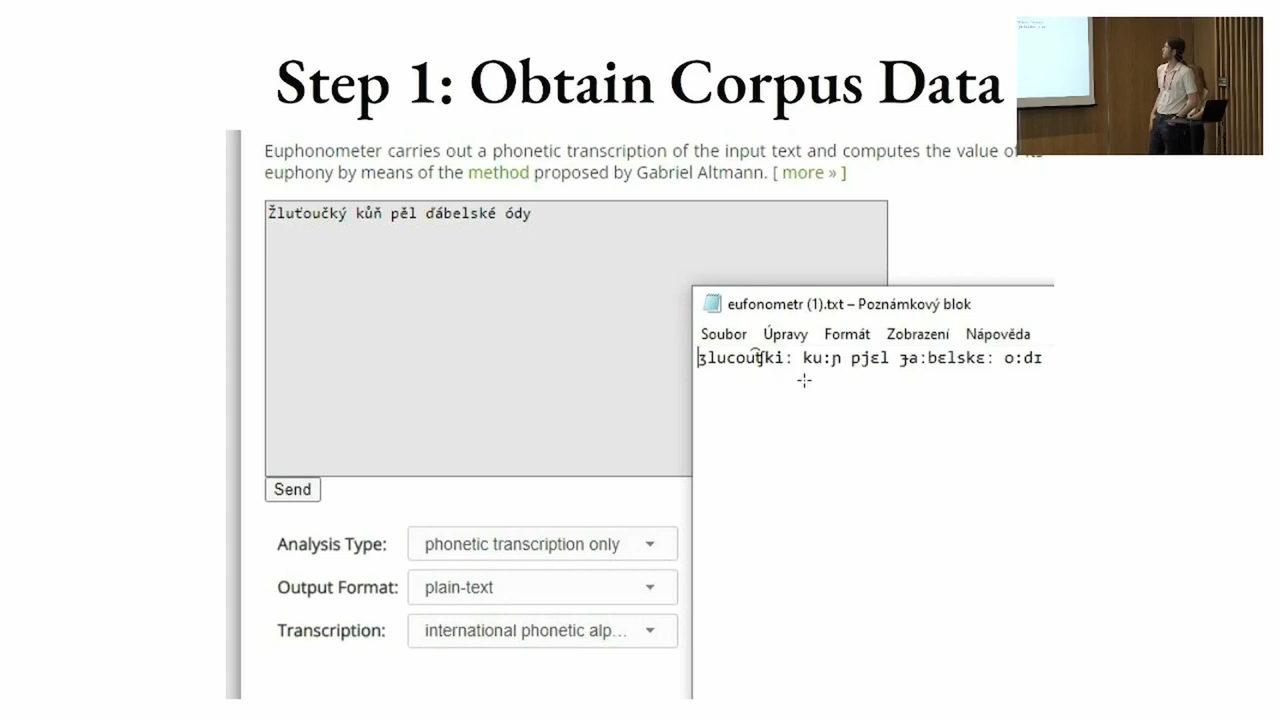 Step 1: Obtain Corpus Data
Euphonometer carries out a phonetic transcription of the input text and computes the value of its
euphony by means of the method proposed by Gabriel Altmann. [ more » ]
Žluťoučký kůň pěl ďábelské ódy
eufonometr (1).txt – Poznámkový blok
Soubor Úpravy Formát Zobrazení Nápověda
ʒlucout͡ʃkiː kuːɲ pjɛl ɟaːbɛlskɛː oːdɪ
Send
Analysis Type: phonetic transcription only
Output Format: plain-text
Transcription: international phonetic alp...